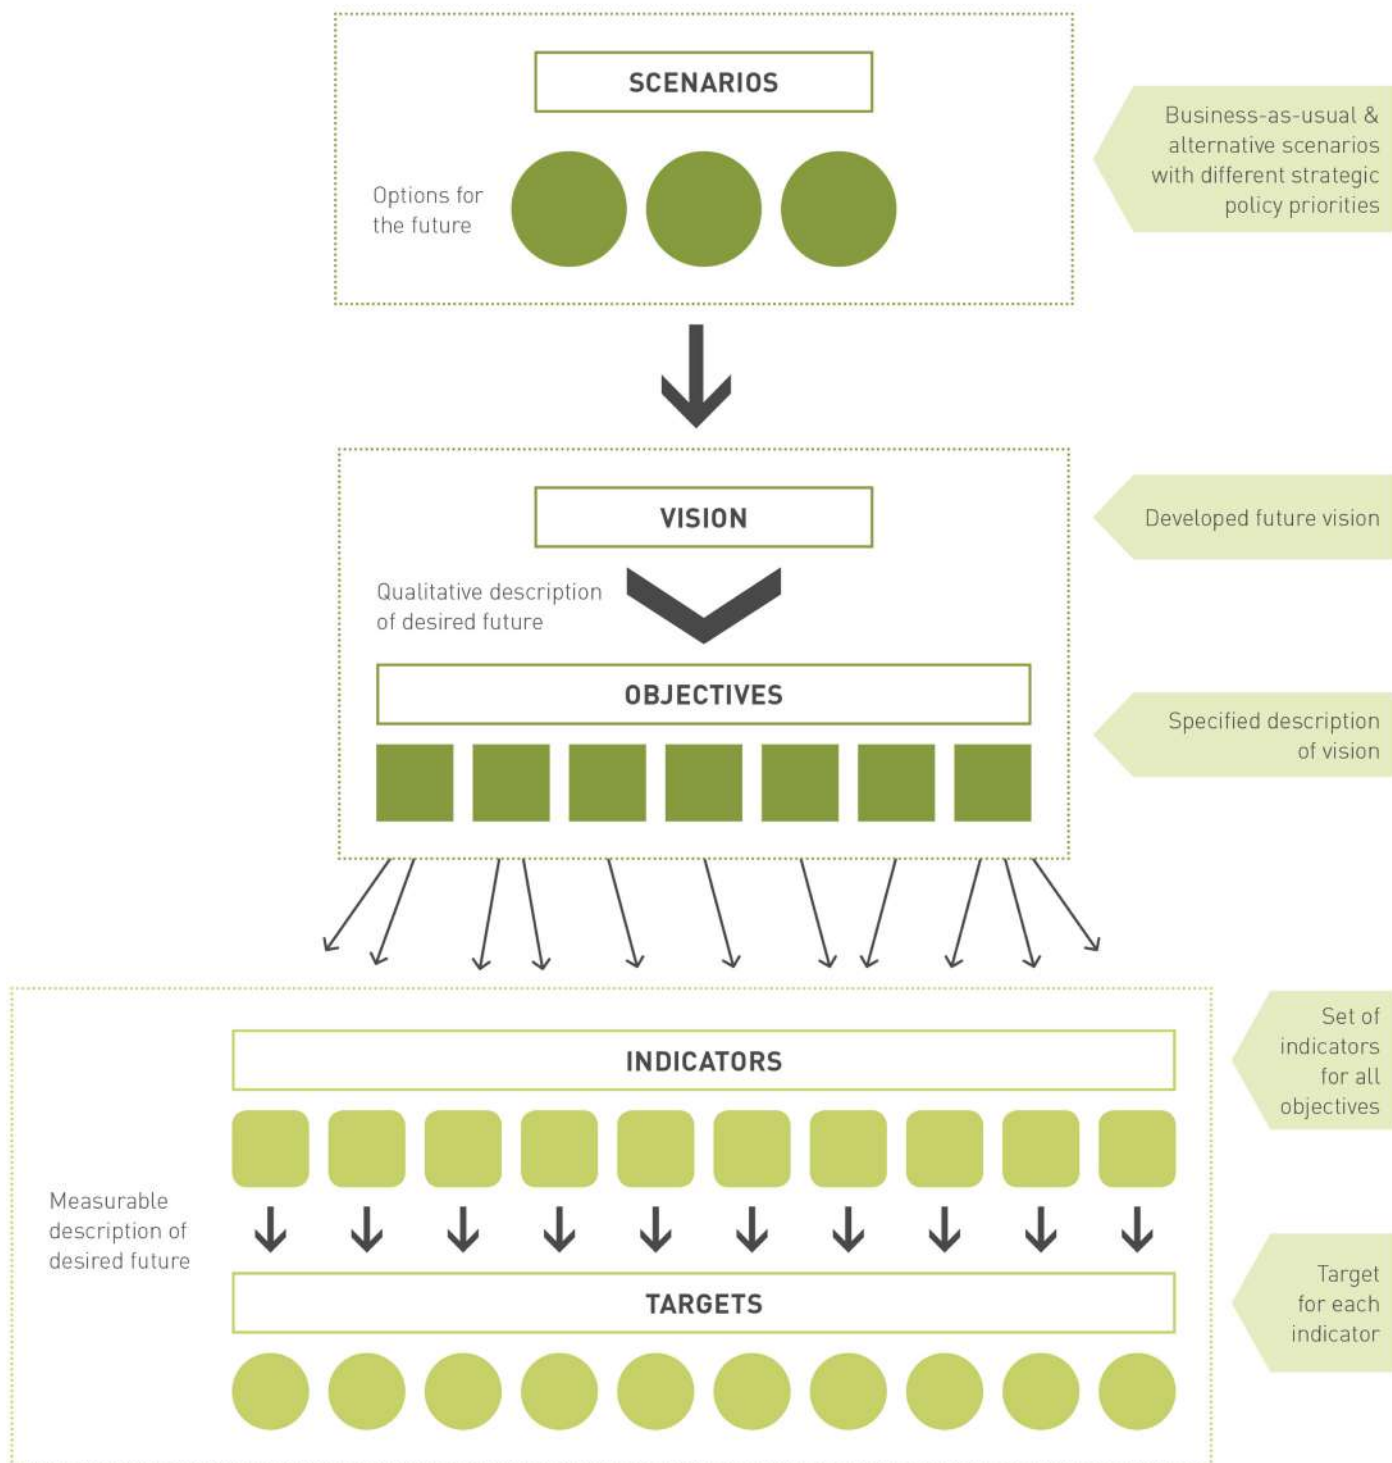 SCENARIOS
Options for
the future
Business-as-usual &
alternative scenarios
with different strategic
policy priorities
VISION
Developed future vision
Qualitative description
of desired future
OBJECTIVES
Specified description
of vision
INDICATORS
Set of
indicators
for all
objectives
Measurable
description of
desired future
TARGETS
Target
for each
indicator